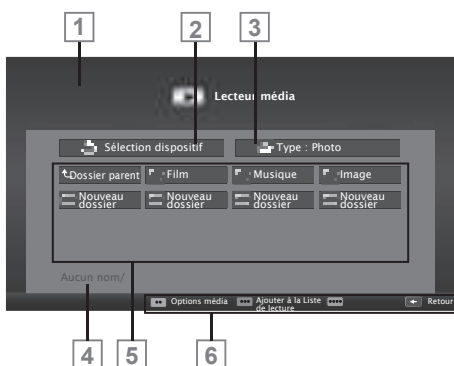 1 2 3
Lecteur média
Sélection dispositif Type : Photo
Dossier parent Film Musique Image
Nouveau dossier Nouveau dossier Nouveau dossier Nouveau dossier
Aucun nom/
Options média Ajouter à la Liste de lecture Retour
4 5 6